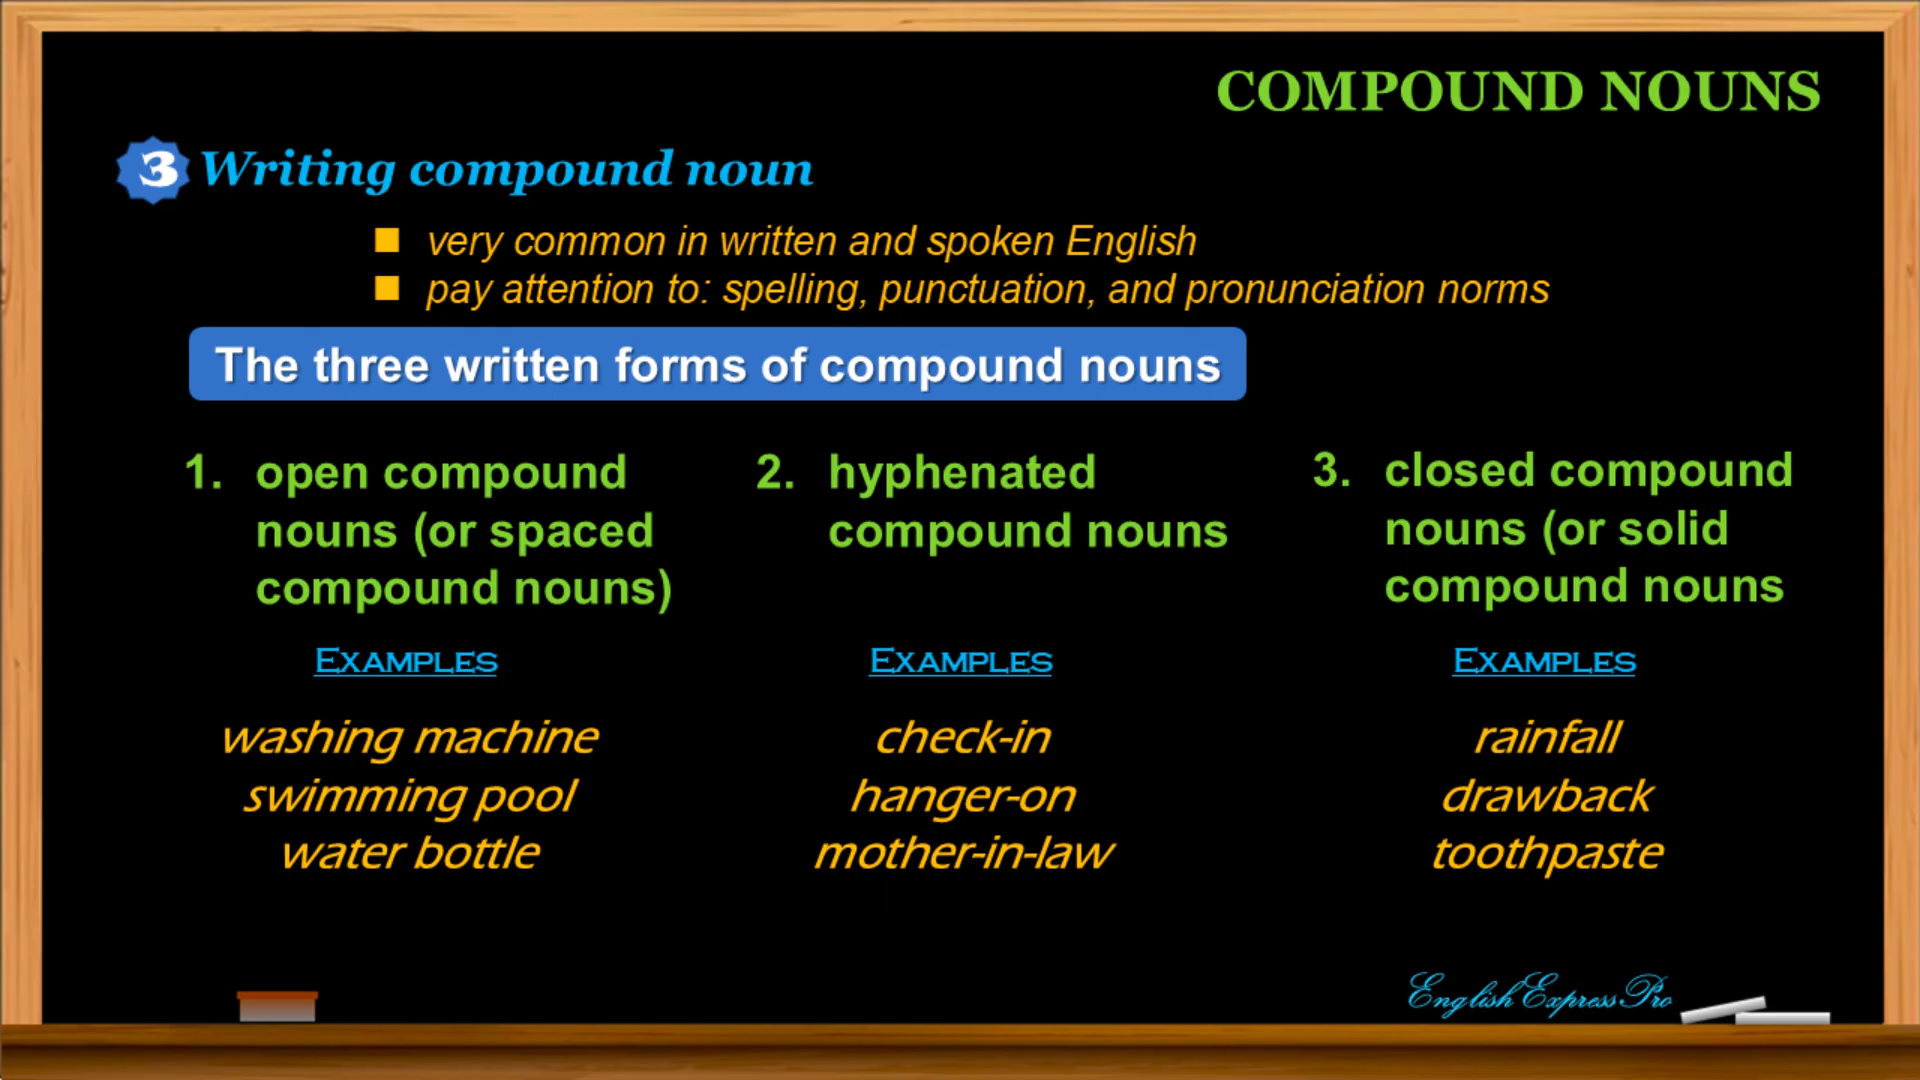 COMPOUND NOUNS
3 Writing compound noun
very common in written and spoken English
pay attention to: spelling, punctuation, and pronunciation norms
The three written forms of compound nouns
1. open compound
nouns (or spaced
compound nouns)
Examples
washing machine
swimming pool
water bottle
2. hyphenated
compound nouns
Examples
check-in
hanger-on
mother-in-law
3. closed compound
nouns (or solid
compound nouns
Examples
rainfall
drawback
toothpaste
English Express Pro